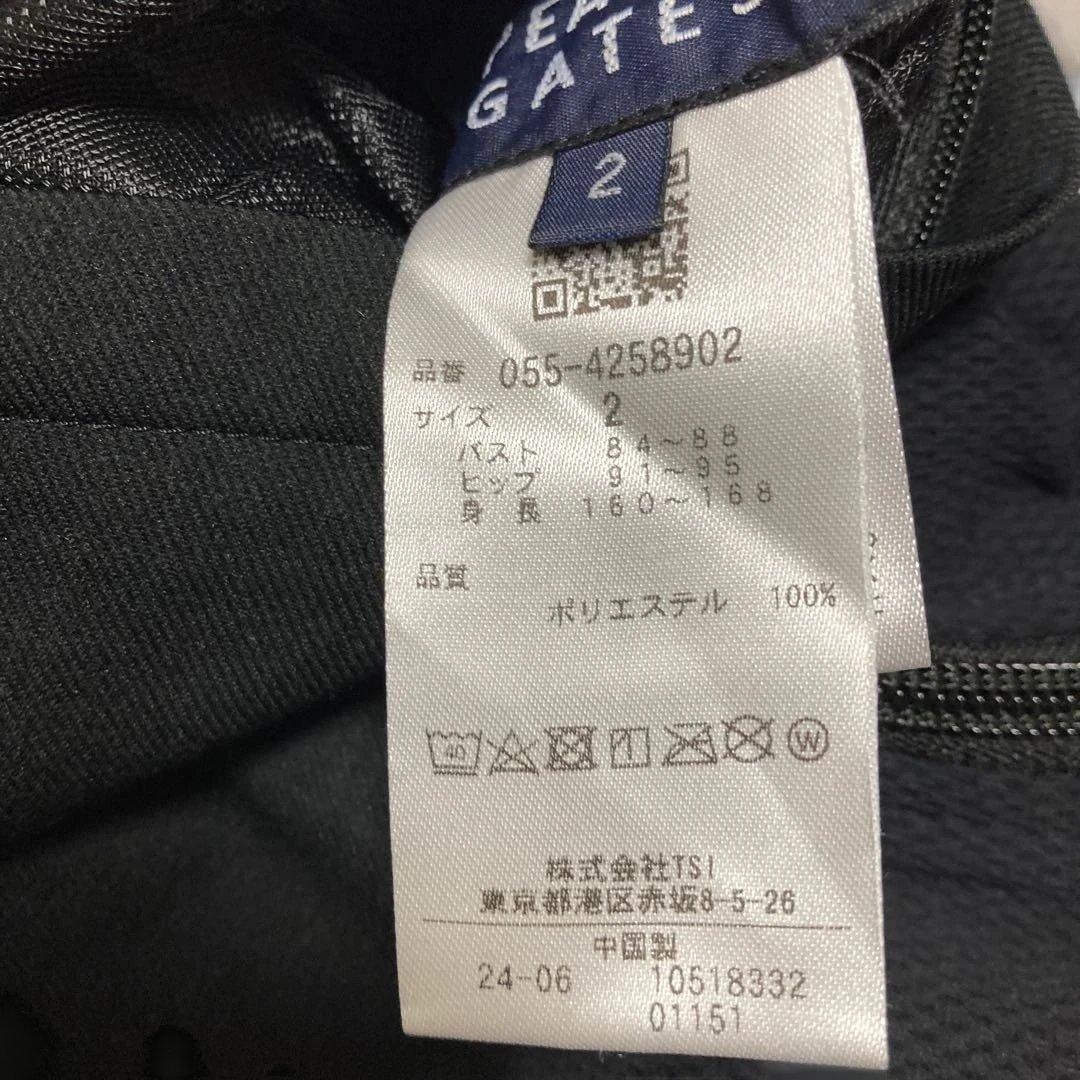 GATES
2
品番 055-4258902
サイズ 2
バスト 84～88
ヒップ 91～95
身長 160～168
品質
ポリエステル 100%
40 W
株式会社TSI
東京都港区赤坂8-5-26
中国製
24-06 10518332
01151